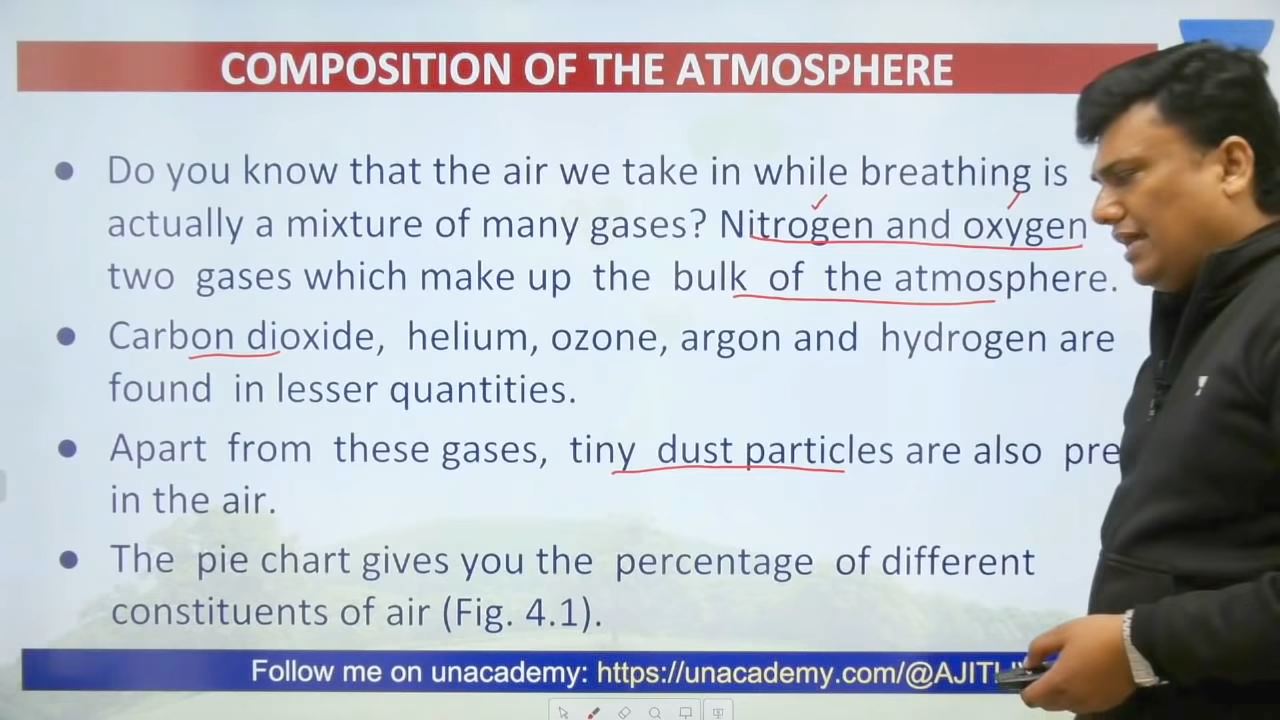 COMPOSITION OF THE ATMOSPHERE
● Do you know that the air we take in while breathing is
actually a mixture of many gases? Nitrogen and oxygen
two gases which make up the bulk of the atmosphere.
● Carbon dioxide, helium, ozone, argon and hydrogen are
found in lesser quantities.
● Apart from these gases, tiny dust particles are also pre
in the air.
● The pie chart gives you the percentage of different
constituents of air (Fig. 4.1).
Follow me on unacademy: https://unacademy.com/@AJITI